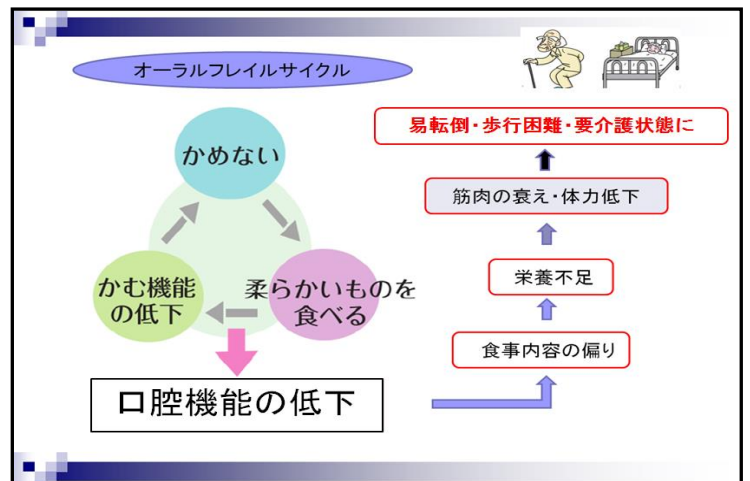 オーラルフレイルサイクル
かめない
柔らかいものを
食べる
かむ機能
の低下
口腔機能の低下
食事内容の偏り
栄養不足
筋肉の衰え・体力低下
易転倒・歩行困難・要介護状態に